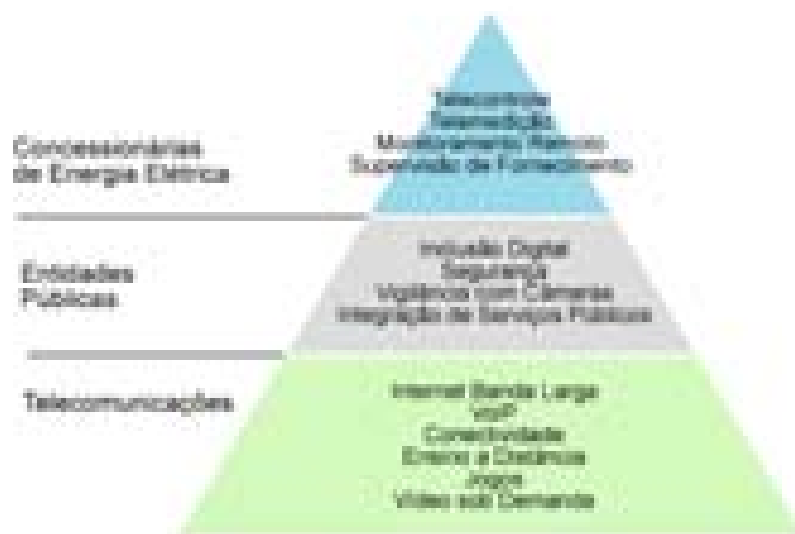 Telecontrole
Telemedição
Monitoramento Remoto
Supervisão de Fornecimento
Concessionárias
de Energia Elétrica
Inclusão Digital
Segurança
Vigilância com Câmeras
Integração de Serviços Públicos
Entidades
Públicas
Internet Banda Larga
VoIP
Conectividade
Ensino a Distância
Jogos
Vídeo sob Demanda
Telecomunicações